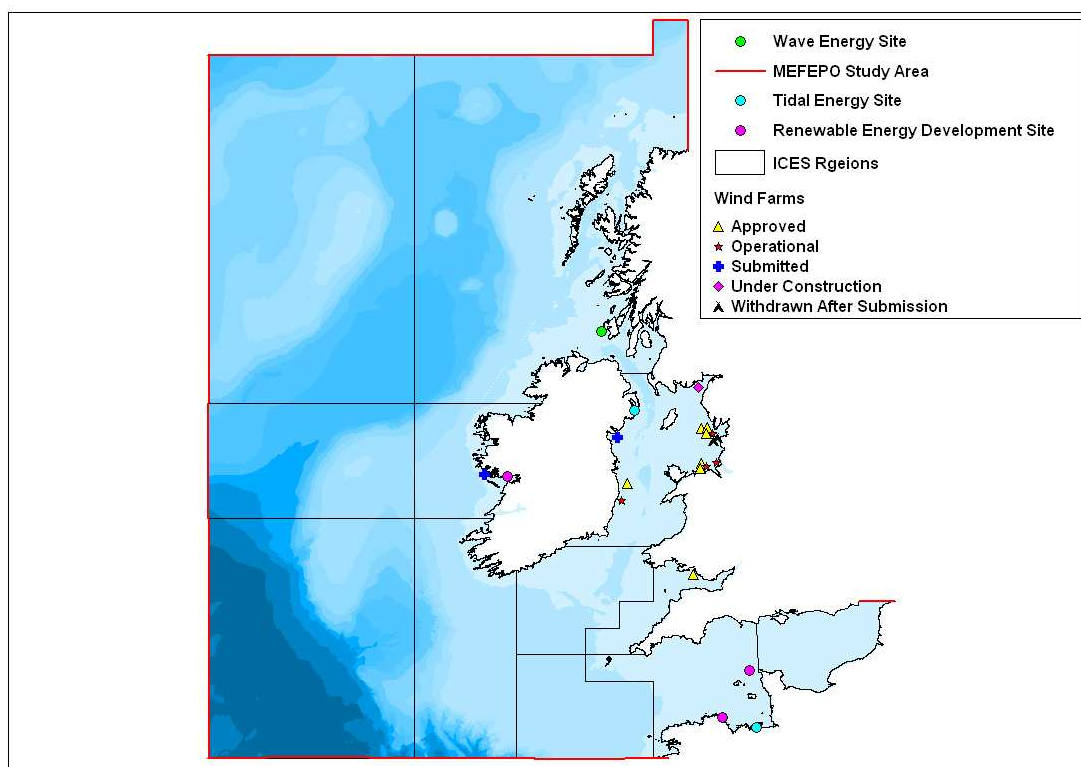 Wave Energy Site
MEFEPO Study Area
Tidal Energy Site
Renewable Energy Development Site
ICES Rgeions
Wind Farms
Approved
Operational
Submitted
Under Construction
Withdrawn After Submission